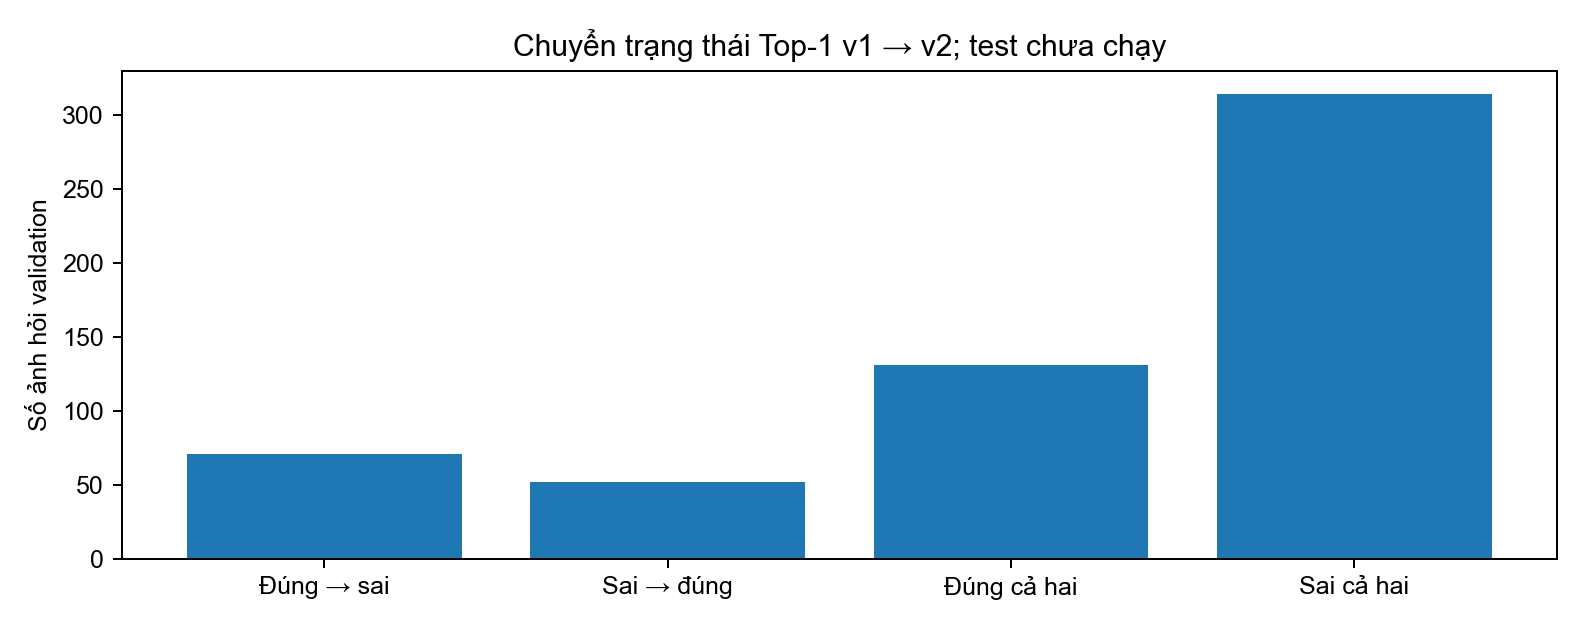 Chuyển trạng thái Top-1 v1 → v2; test chưa chạy
Số ảnh hỏi validation
300
250
200
150
100
50
0
Đúng → sai
Sai → đúng
Đúng cả hai
Sai cả hai